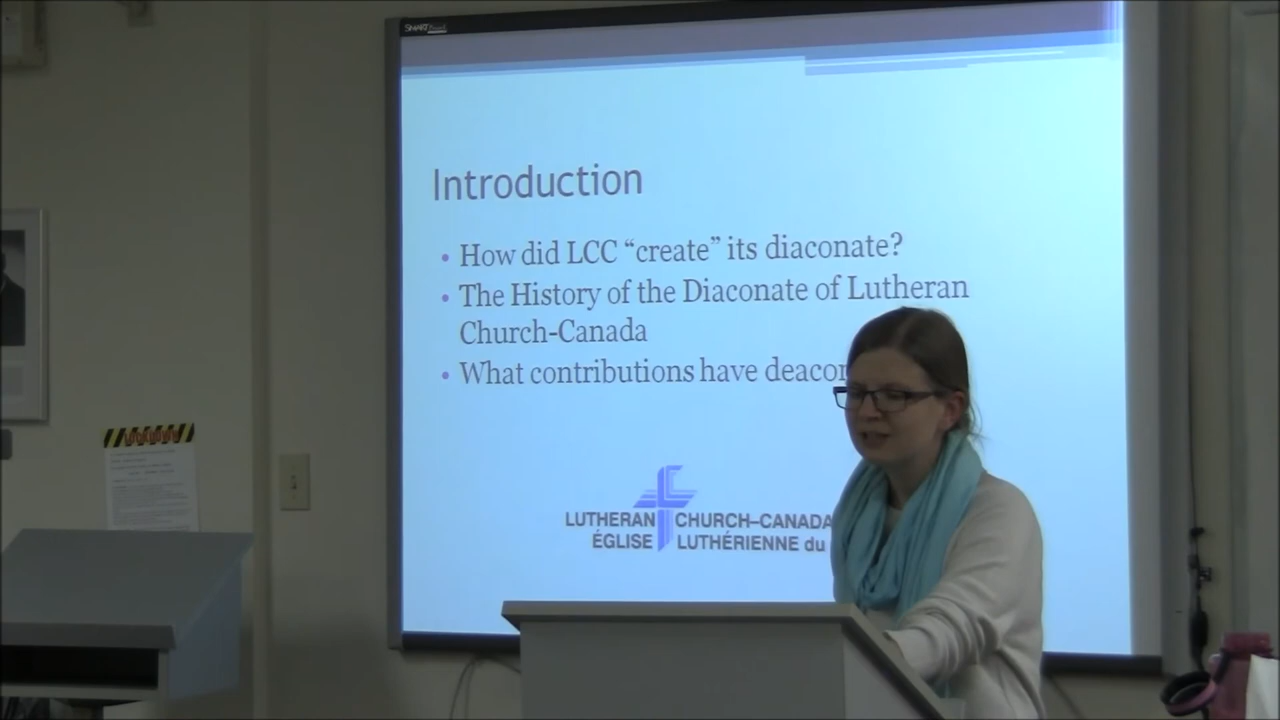 SMART
Introduction
• How did LCC “create” its diaconate?
• The History of the Diaconate of Lutheran
Church-Canada
• What contributions have
LUTHERAN CHURCH–CANADA
ÉGLISE LUTHÉRIENNE du